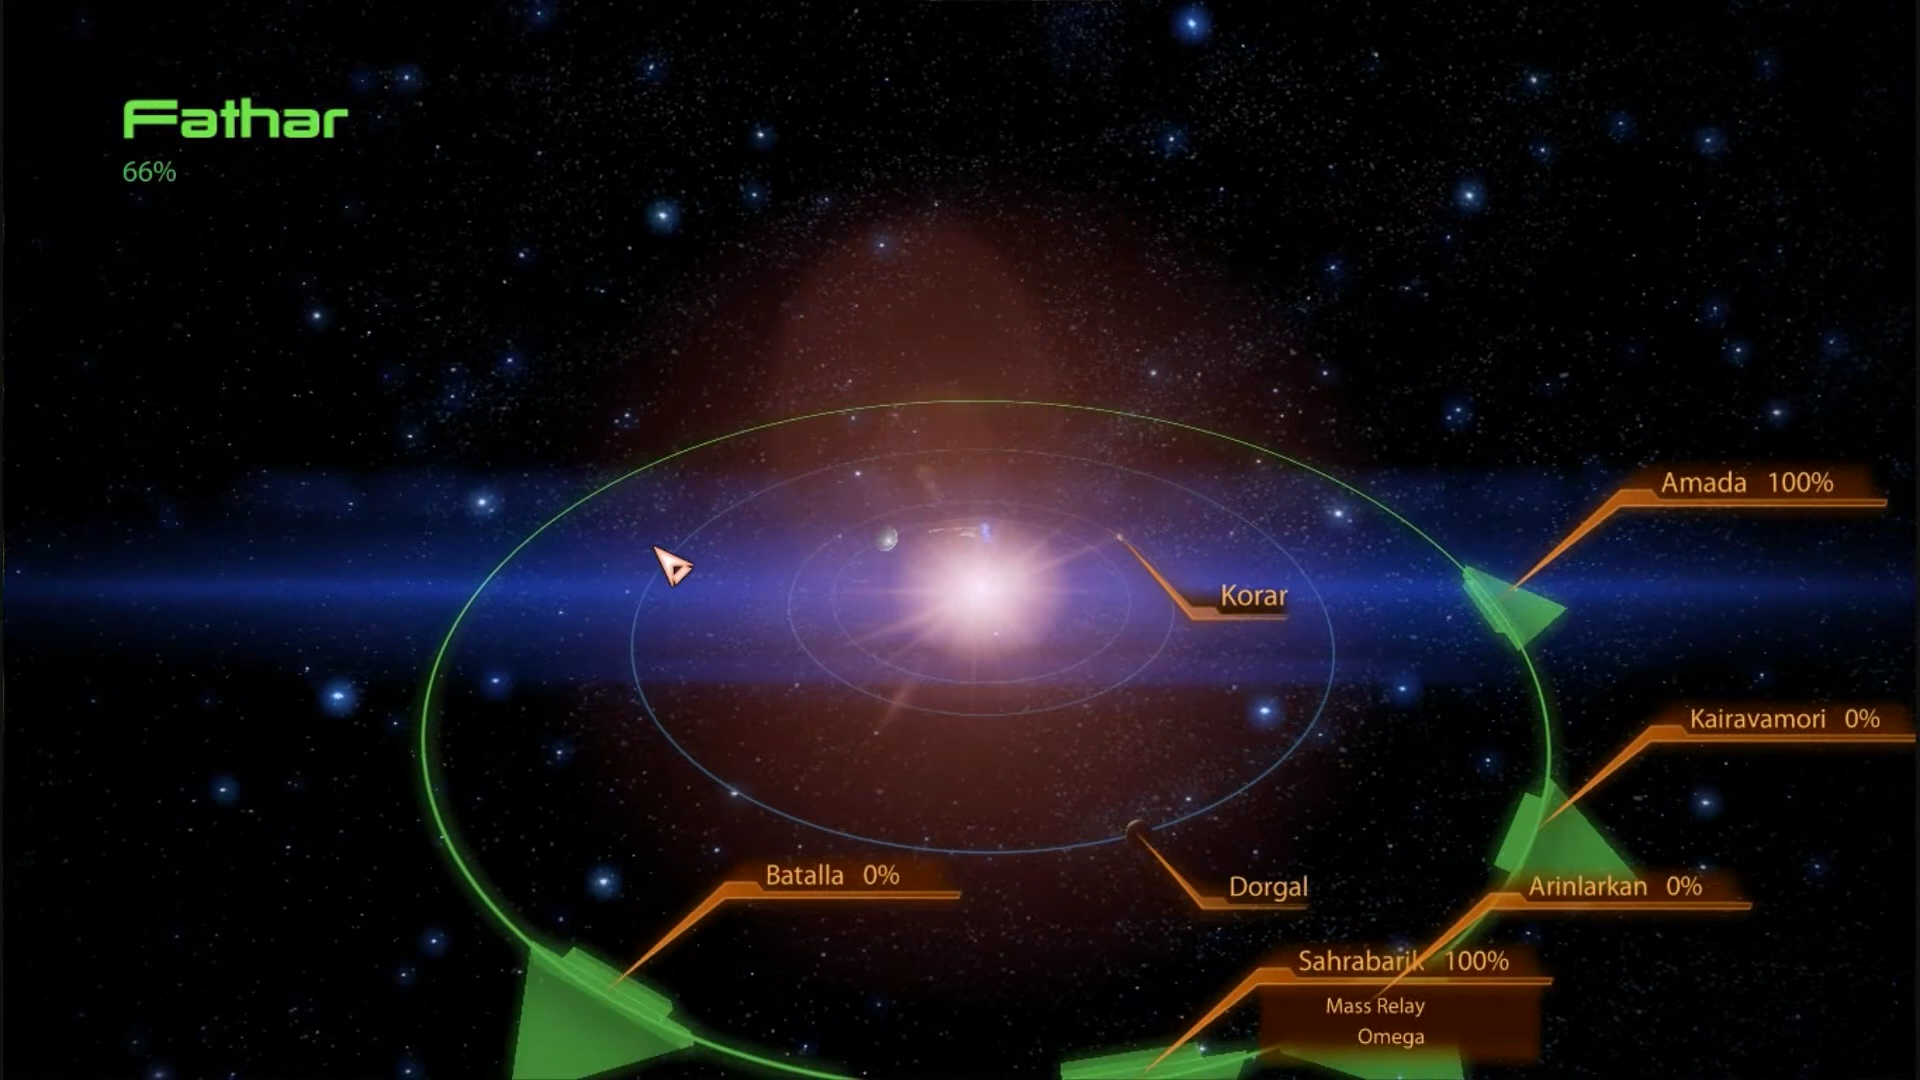 Fathar
66%
Amada 100%
Korar
Kairavamori 0%
Batalla 0%
Dorgal
Arinlarkan 0%
Sahrabarik 100%
Mass Relay
Omega